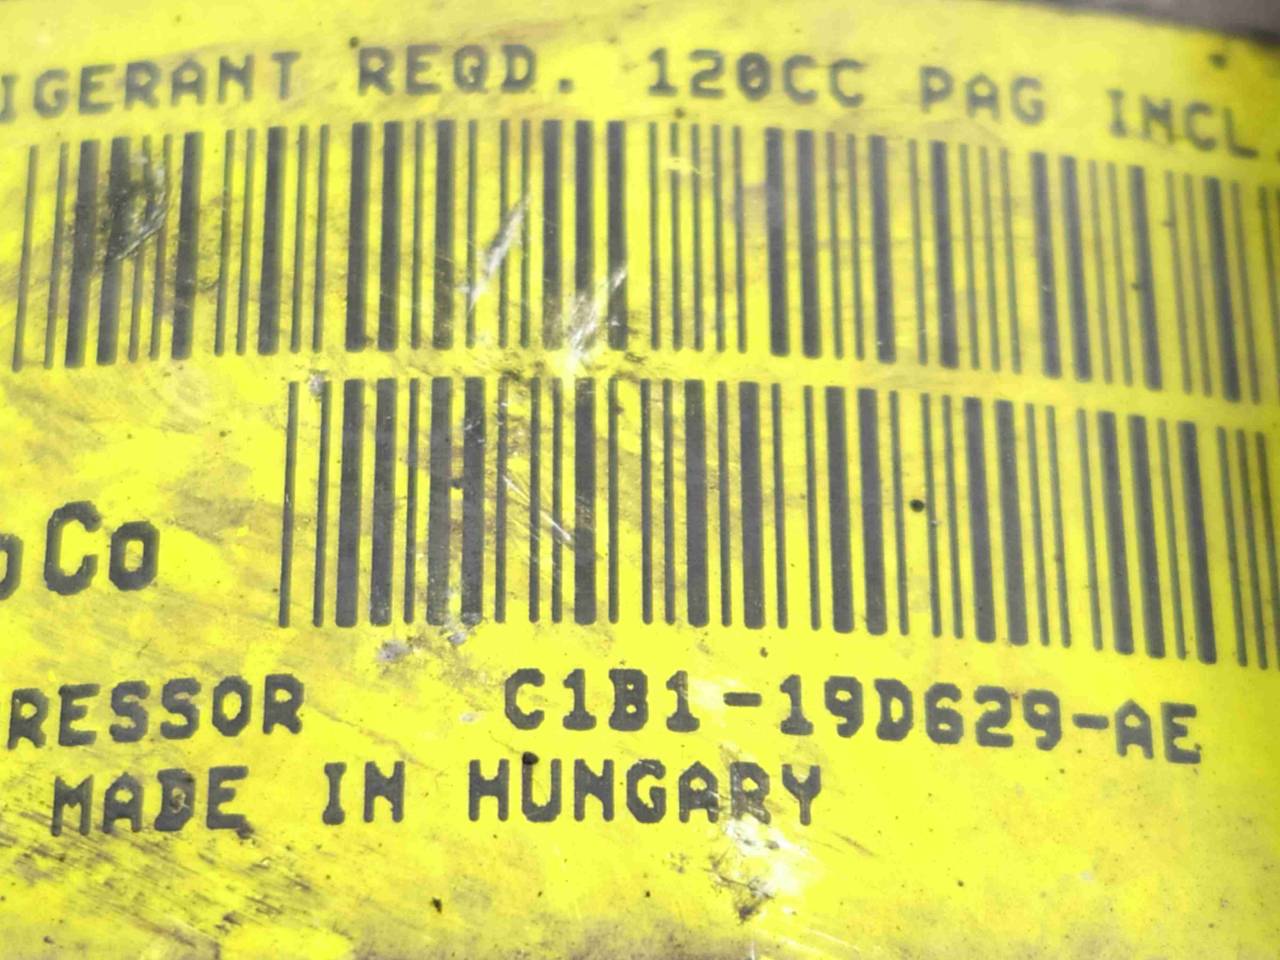 IGERANT REQD. 120CC PAG INCL.
oCo
RESSOR C1B1-19D629-AE
MADE IN HUNGARY